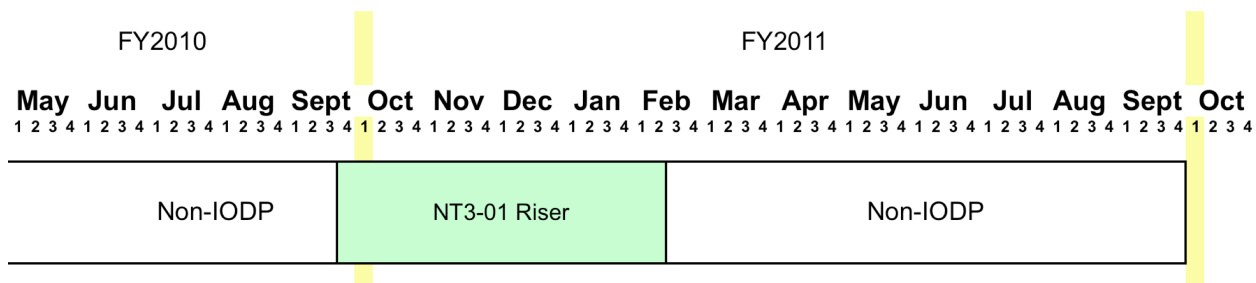 FY2010 FY2011
May Jun Jul Aug Sept Oct Nov Dec Jan Feb Mar Apr May Jun Jul Aug Sept Oct
1 2 3 4 1 2 3 4 1 2 3 4 1 2 3 4 1 2 3 4 1 2 3 4 1 2 3 4 1 2 3 4 1 2 3 4 1 2 3 4 1 2 3 4 1 2 3 4 1 2 3 4 1 2 3 4 1 2 3 4 1 2 3 4 1 2 3 4 1 2 3 4
Non-IODP NT3-01 Riser Non-IODP